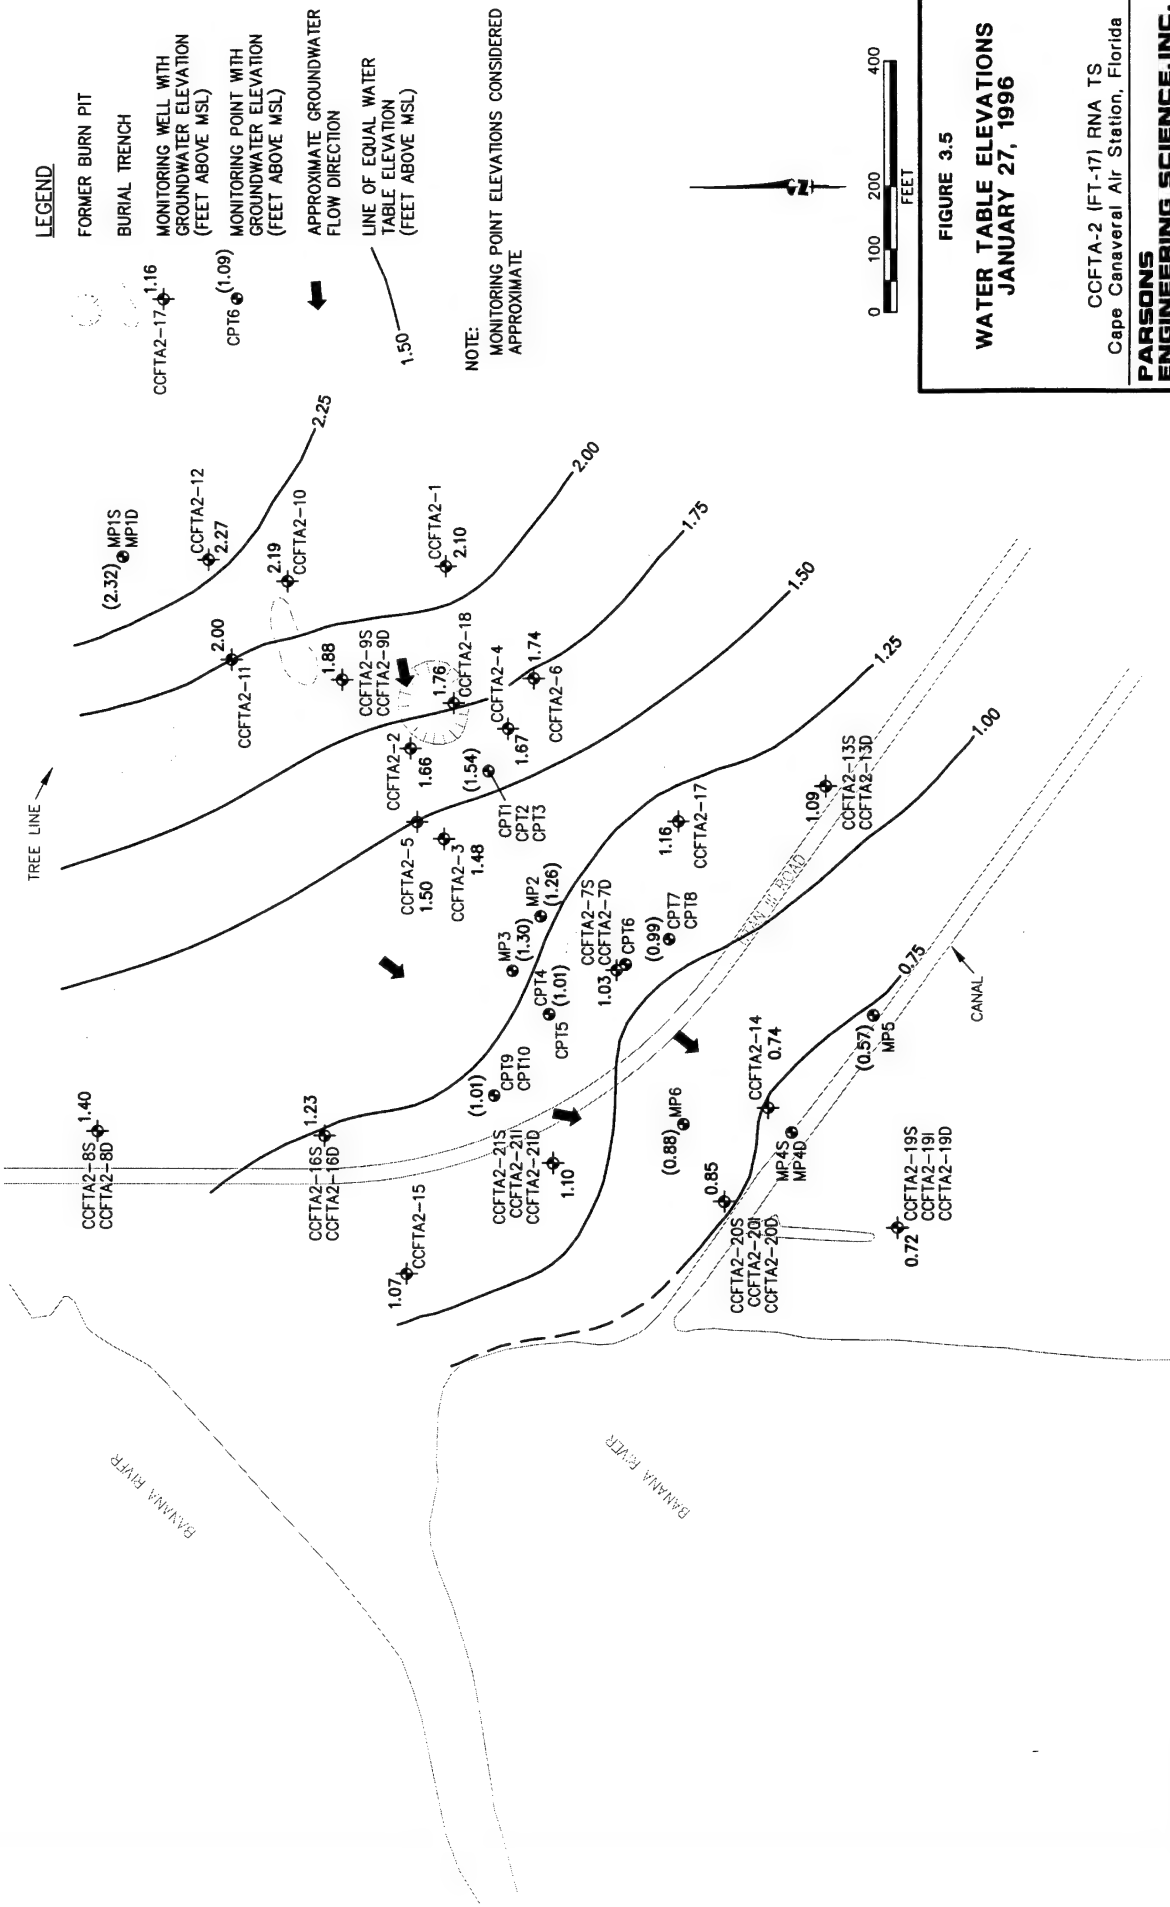 LEGEND
FORMER BURN PIT
BURIAL TRENCH
CCFTA2-17 1.16
MONITORING WELL WITH
GROUNDWATER ELEVATION
(FEET ABOVE MSL)
CPT6 (1.09)
MONITORING POINT WITH
GROUNDWATER ELEVATION
(FEET ABOVE MSL)
APPROXIMATE GROUNDWATER
FLOW DIRECTION
1.50
LINE OF EQUAL WATER
TABLE ELEVATION
(FEET ABOVE MSL)
NOTE:
MONITORING POINT ELEVATIONS CONSIDERED
APPROXIMATE
0 100 200 400
FEET
FIGURE 3.5
WATER TABLE ELEVATIONS
JANUARY 27, 1996
CCFTA-2 (FT-17) RNA TS
Cape Canaveral Air Station, Florida
PARSONS
ENGINEERING SCIENCE, INC.
TREE LINE
(2.32) MP1S
MP1D
CCFTA2-12
2.27
2.19
CCFTA2-10
2.25
CCFTA2-1
2.10
2.00
2.00
CCFTA2-11
1.88
CCFTA2-9S
CCFTA2-9D
1.76
CCFTA2-18
CCFTA2-4
1.67
1.74
CCFTA2-6
1.75
CCFTA2-2
1.66
(1.54)
CPT1
CPT2
CPT3
1.50
CCFTA2-5
1.50
CCFTA2-3
1.48
MP2
(1.26)
MP3
(1.30)
CPT4
(1.01)
CPT5
1.25
1.16
CCFTA2-17
CCFTA2-7S
CCFTA2-7D
1.03
CPT6
(0.99)
CPT7
CPT8
1.09
CCFTA2-13S
CCFTA2-13D
1.00
(1.01)
CPT9
CPT10
1.40
CCFTA2-8S
CCFTA2-8D
1.23
CCFTA2-16S
CCFTA2-16D
1.07
CCFTA2-15
CCFTA2-21S
CCFTA2-21I
CCFTA2-21D
1.10
(0.88) MP6
CCFTA2-14
0.74
0.75
(0.57)
MP5
CANAL
MP4S
MP4D
0.85
CCFTA2-20S
CCFTA2-20I
CCFTA2-20D
0.72
CCFTA2-19S
CCFTA2-19I
CCFTA2-19D
ROAD
BANANA RIVER
BANANA RIVER